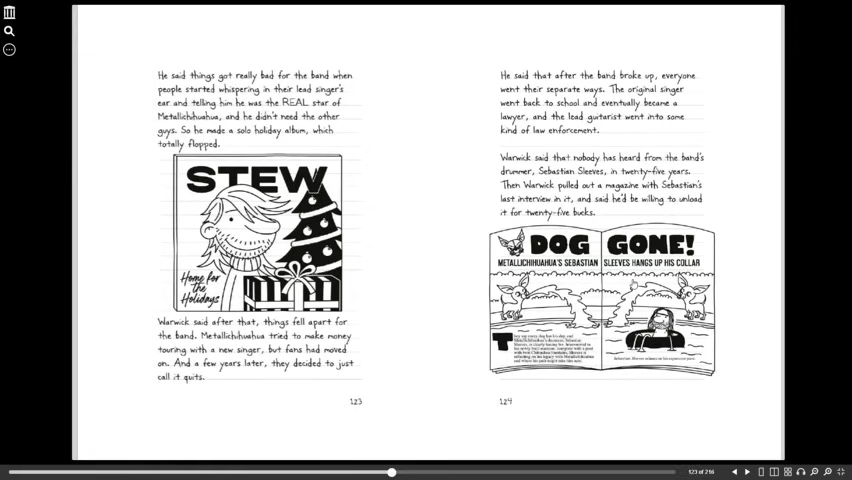 He said things got really bad for the band when
people started whispering in their lead singer's
ear and telling him he was the REAL star of
Metallichihuahua, and he didn't need the other
guys. So he made a solo holiday album, which
totally flopped.
STEW
Home for
the
Holidays
Warwick said after that, things fell apart for
the band. Metallichihuahua tried to make money
touring with a new singer, but fans had moved
on. And a few years later, they decided to just
call it quits.
123
He said that after the band broke up, everyone
went their separate ways. The original singer
went back to school and eventually became a
lawyer, and the lead guitarist went into some
kind of law enforcement.
Warwick said that nobody has heard from the band's
drummer, Sebastian Sleeves, in twenty-five years.
Then Warwick pulled out a magazine with Sebastian's
last interview in it, and said he'd be willing to unload
it for twenty-five bucks.
DOG GONE!
METALLICHIHUAHUA'S SEBASTIAN SLEEVES HANGS UP HIS COLLAR
124
123 of 216